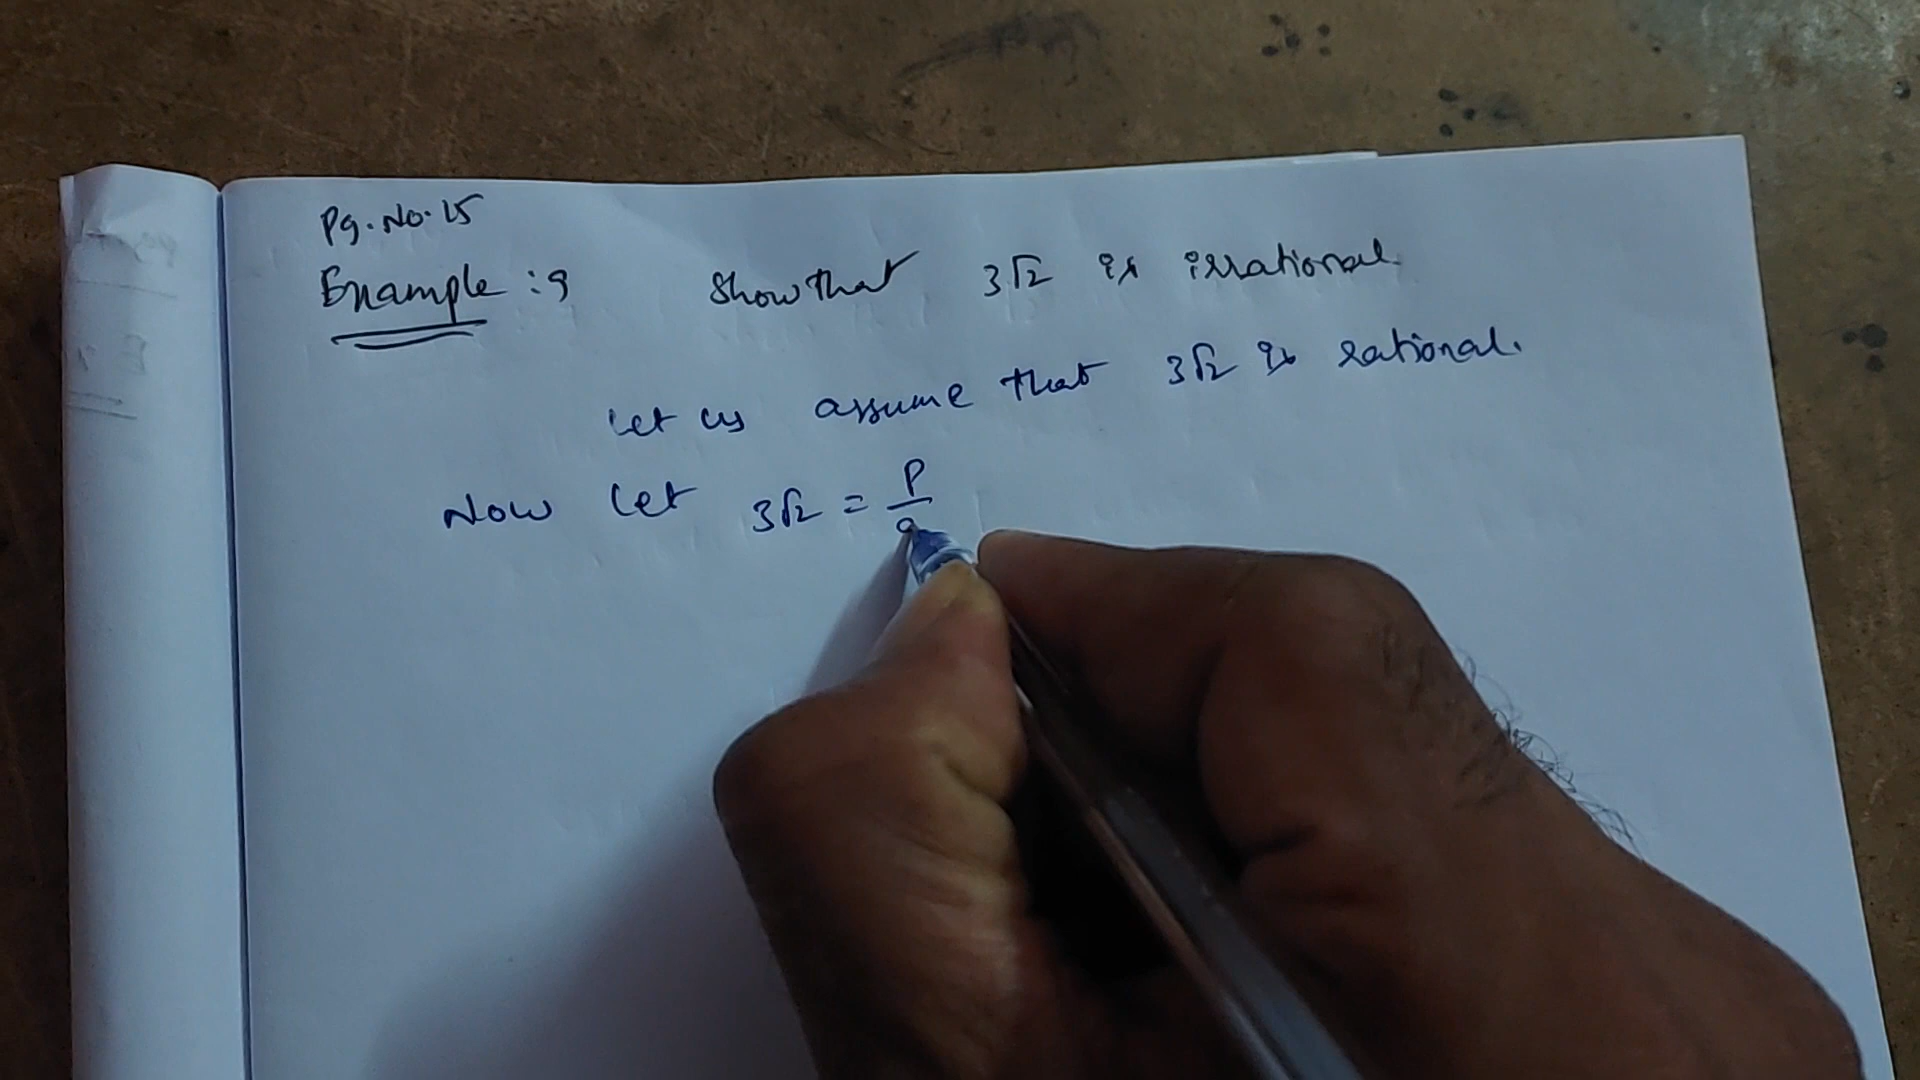 Pg. No. 15
Example : 9 Show that 3√2 is irrational.
Let us assume that 3√2 is rational.
Now let 3√2 = P/q